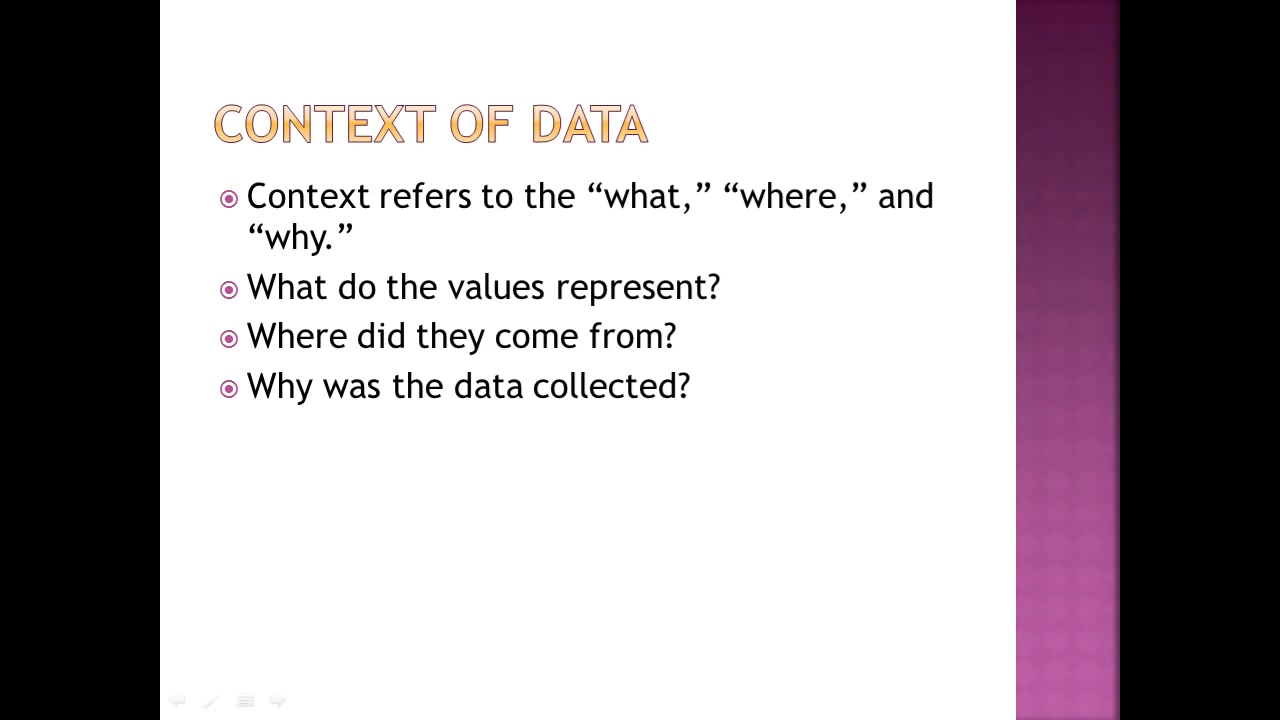 CONTEXT OF DATA
Context refers to the “what,” “where,” and
“why.”
What do the values represent?
Where did they come from?
Why was the data collected?